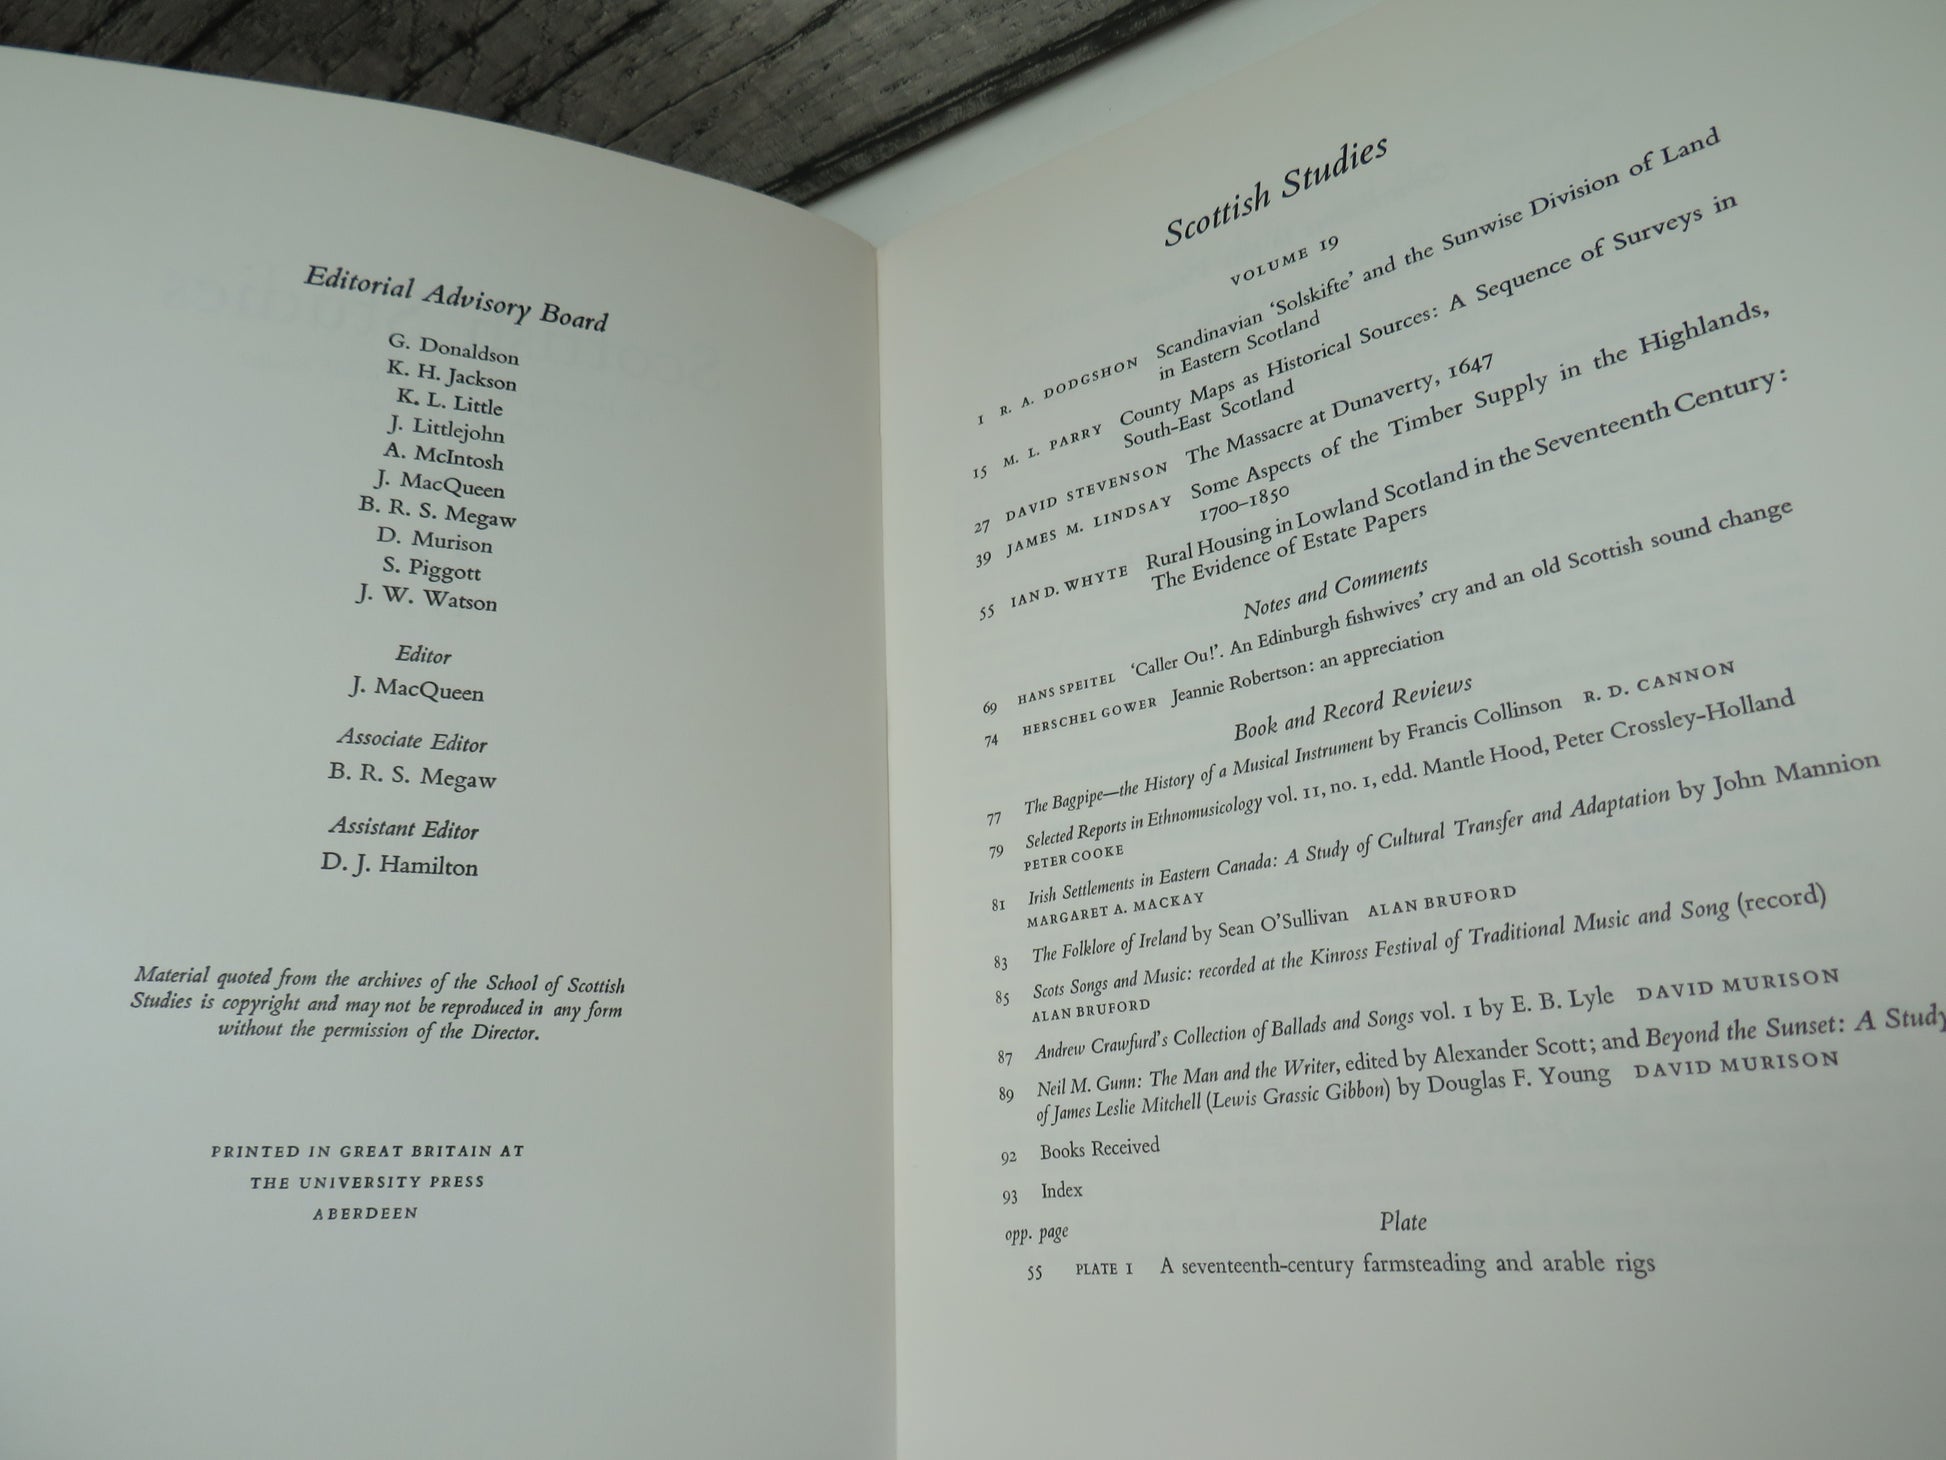 Editorial Advisory Board
G. Donaldson
K. H. Jackson
K. L. Little
J. Littlejohn
A. McIntosh
J. MacQueen
B. R. S. Megaw
D. Murison
S. Piggott
J. W. Watson
Editor
J. MacQueen
Associate Editor
B. R. S. Megaw
Assistant Editor
D. J. Hamilton
Material quoted from the archives of the School of Scottish
Studies is copyright and may not be reproduced in any form
without the permission of the Director.
PRINTED IN GREAT BRITAIN AT
THE UNIVERSITY PRESS
ABERDEEN
Scottish Studies
VOLUME 19
1 R. A. DODGSHON Scandinavian ‘Solskifte’ and the Sunwise Division of Land
in Eastern Scotland
15 M. L. PARRY County Maps as Historical Sources: A Sequence of Surveys in
South-East Scotland
27 DAVID STEVENSON The Massacre at Dunaverty, 1647
39 JAMES M. LINDSAY Some Aspects of the Timber Supply in the Highlands,
1700–1850
55 IAN D. WHYTE Rural Housing in Lowland Scotland in the Seventeenth Century:
The Evidence of Estate Papers
Notes and Comments
69 HANS SPEITEL ‘Caller Ou!’. An Edinburgh fishwives’ cry and an old Scottish sound change
74 HERSCHEL GOWER Jeannie Robertson: an appreciation
Book and Record Reviews
77 The Bagpipe—the History of a Musical Instrument by Francis Collinson R. D. CANNON
79 Selected Reports in Ethnomusicology vol. 11, no. 1, edd. Mantle Hood, Peter Crossley-Holland
PETER COOKE
81 Irish Settlements in Eastern Canada: A Study of Cultural Transfer and Adaptation by John Mannion
MARGARET A. MACKAY
83 The Folklore of Ireland by Sean O’Sullivan ALAN BRUFORD
85 Scots Songs and Music: recorded at the Kinross Festival of Traditional Music and Song (record)
ALAN BRUFORD
87 Andrew Crawfurd’s Collection of Ballads and Songs vol. 1 by E. B. Lyle DAVID MURISON
89 Neil M. Gunn: The Man and the Writer, edited by Alexander Scott; and Beyond the Sunset: A Study
of James Leslie Mitchell (Lewis Grassic Gibbon) by Douglas F. Young DAVID MURISON
92 Books Received
93 Index
opp. page Plate
55 PLATE 1 A seventeenth-century farmsteading and arable rigs